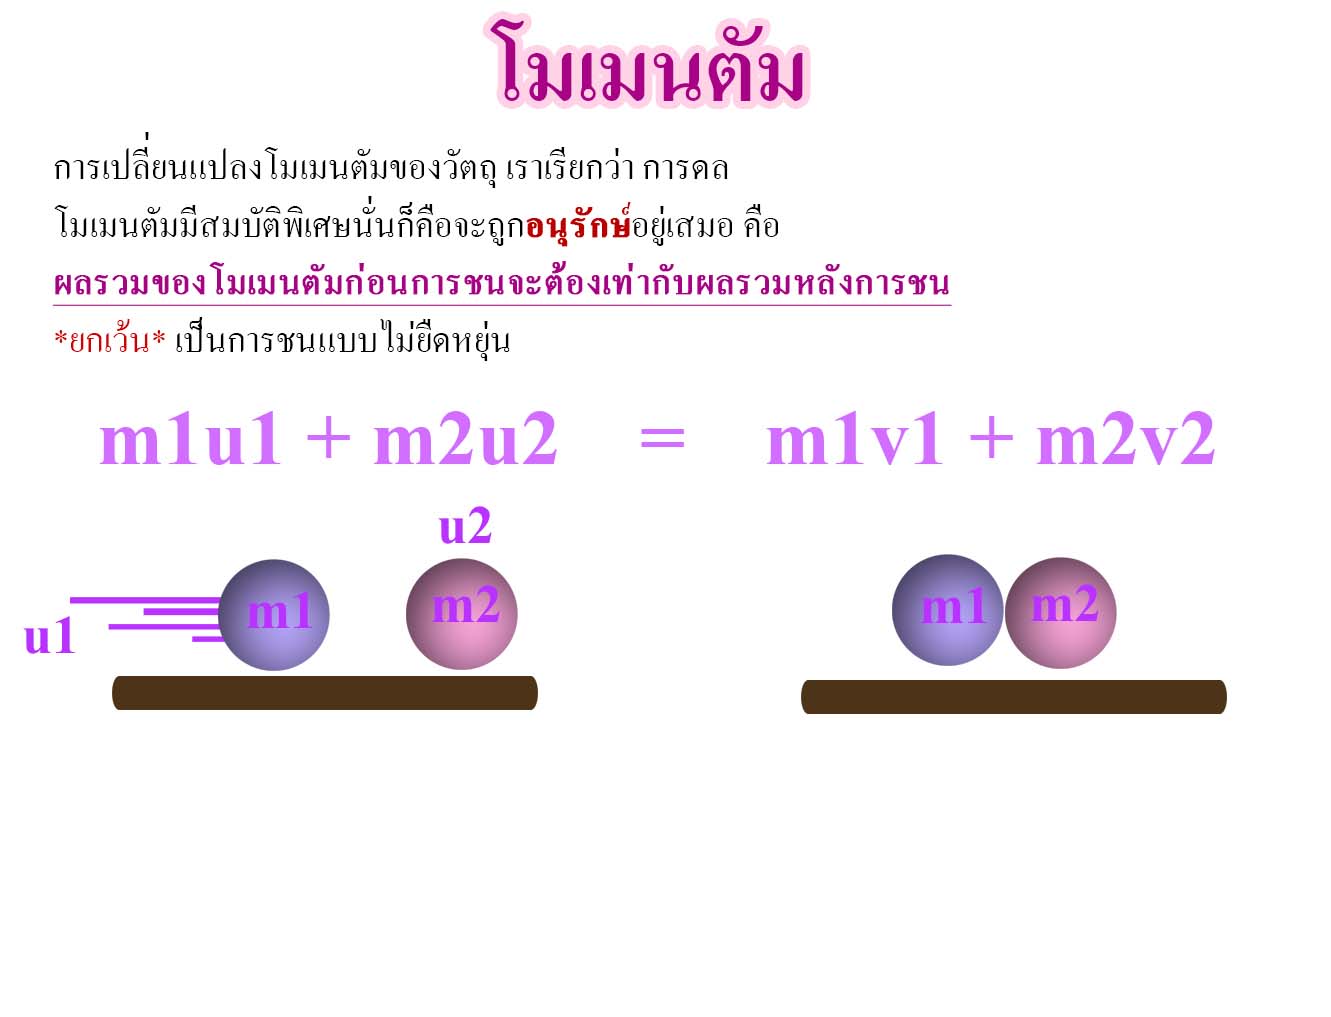 โมเมนตัม
การเปลี่ยนแปลงโมเมนตัมของวัตถุ เราเรียกว่า การดล
โมเมนตัมมีสมบัติพิเศษนั่นก็คือจะถูกอนุรักษ์อยู่เสมอ คือ
ผลรวมของโมเมนตัมก่อนการชนจะต้องเท่ากับผลรวมหลังการชน
*ยกเว้น* เป็นการชนแบบไม่ยืดหยุ่น
m1u1 + m2u2 = m1v1 + m2v2
u2
m1 m2 m1 m2
u1